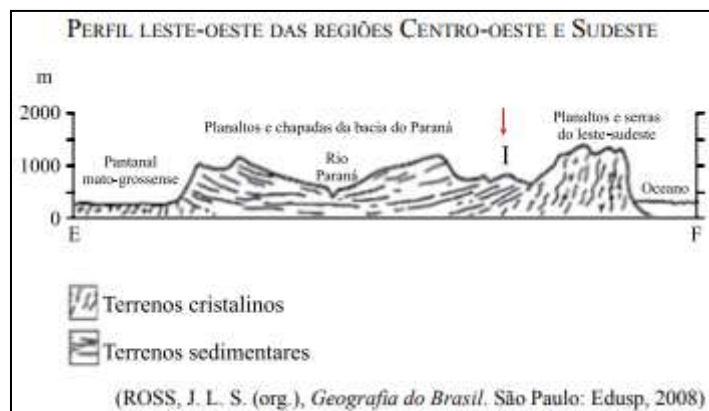 PERFIL LESTE-OESTE DAS REGIÕES CENTRO-OESTE E SUDESTE
m
2000
1000
0
Pantanal
mato-grossense
Planaltos e chapadas da bacia do Paraná
Rio
Paraná
I
Planaltos e serras
do leste-sudeste
Oceano
E
F
Terrenos cristalinos
Terrenos sedimentares
(ROSS, J. L. S. (org.), Geografia do Brasil. São Paulo: Edusp, 2008)